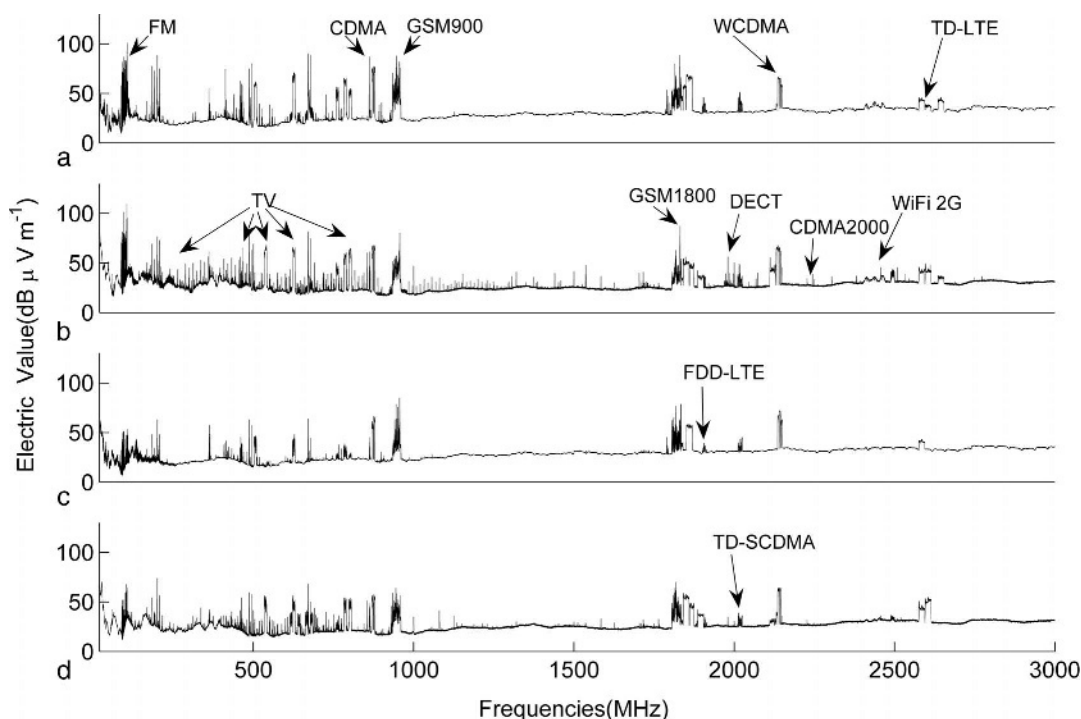 FM
CDMA
GSM900
WCDMA
TD-LTE
100
50
0
a
TV
GSM1800
DECT
CDMA2000
WiFi 2G
100
50
0
b
Electric Value(dB μ V m-1)
FDD-LTE
100
50
0
c
TD-SCDMA
100
50
0
d
500
1000
1500
2000
2500
3000
Frequencies(MHz)